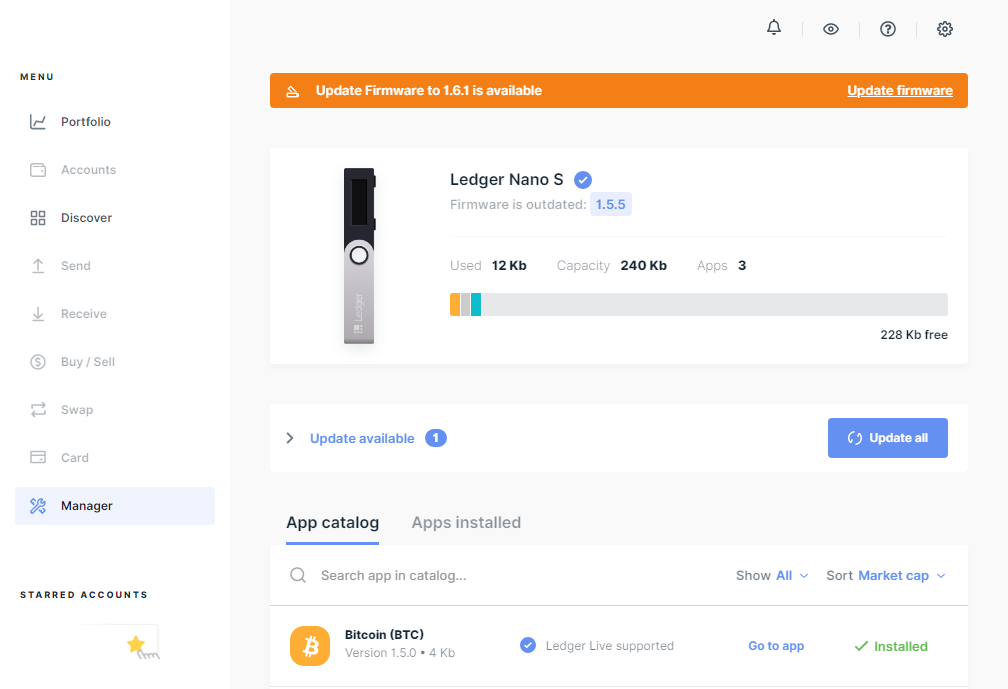 MENU
Portfolio
Accounts
Discover
Send
Receive
Buy / Sell
Swap
Card
Manager
STARRED ACCOUNTS
Update Firmware to 1.6.1 is available
Update firmware
Ledger
Ledger Nano S
Firmware is outdated: 1.5.5
Used 12 Kb Capacity 240 Kb Apps 3
228 Kb free
Update available 1
Update all
App catalog Apps installed
Search app in catalog... Show All Sort Market cap
Bitcoin (BTC)
Version 1.5.0 • 4 Kb
Ledger Live supported
Go to app
Installed